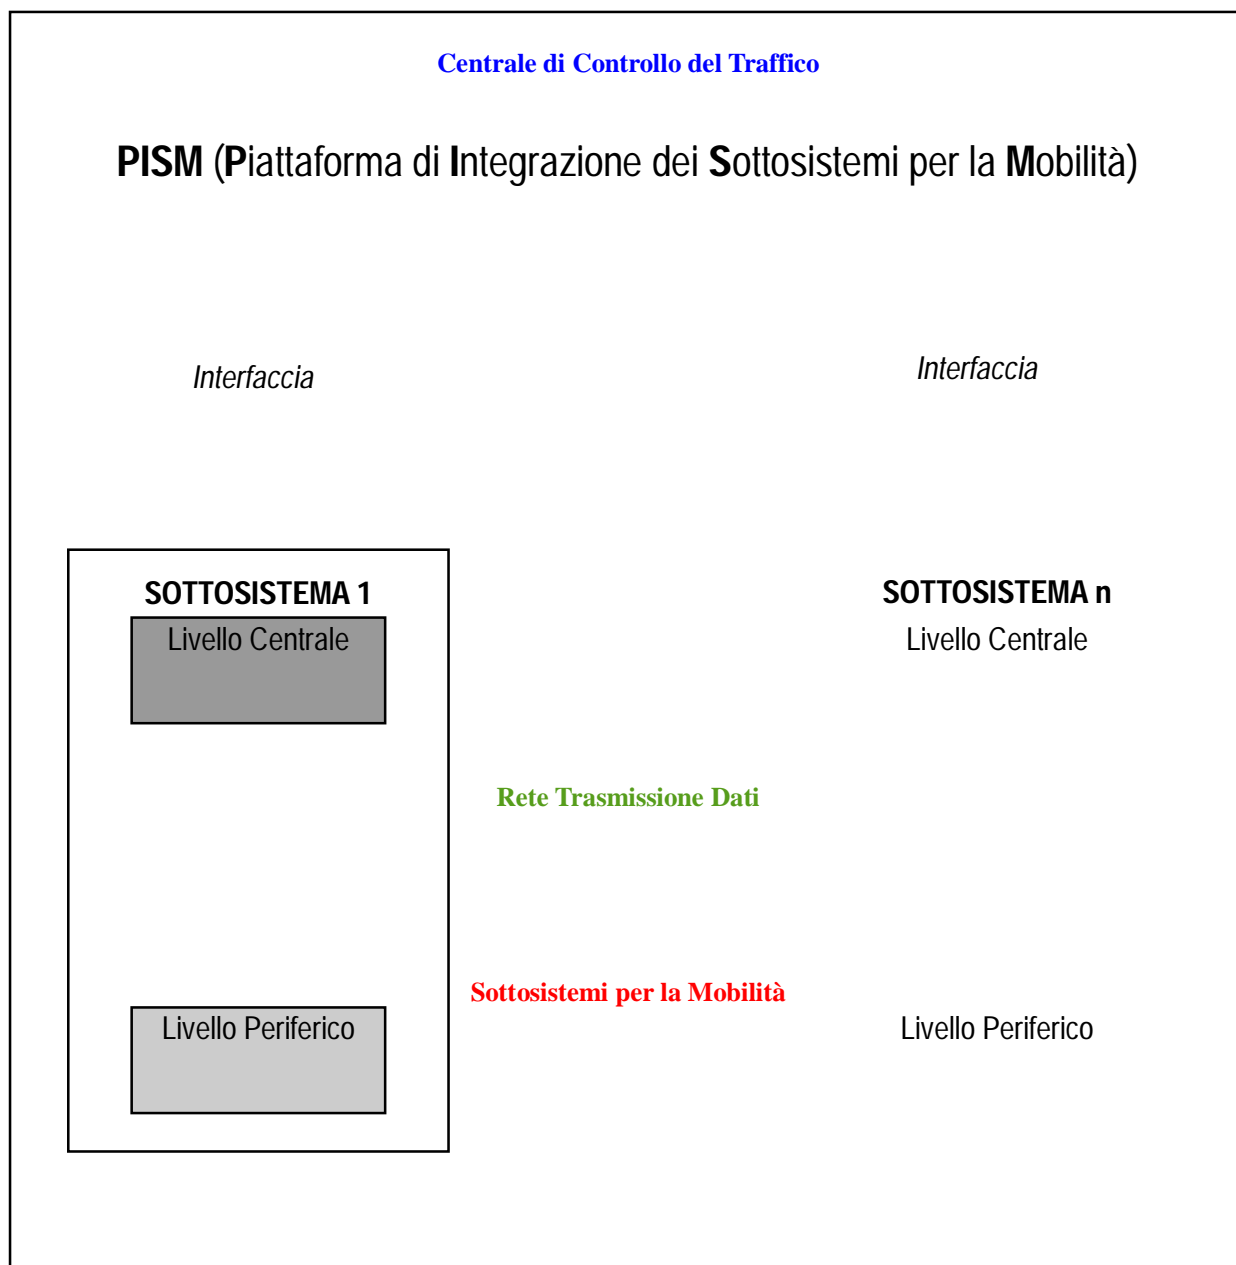 Centrale di Controllo del Traffico
PISM (Piattaforma di Integrazione dei Sottosistemi per la Mobilità)
Interfaccia
Interfaccia
SOTTOSISTEMA 1
SOTTOSISTEMA n
Livello Centrale
Livello Centrale
Rete Trasmissione Dati
Sottosistemi per la Mobilità
Livello Periferico
Livello Periferico